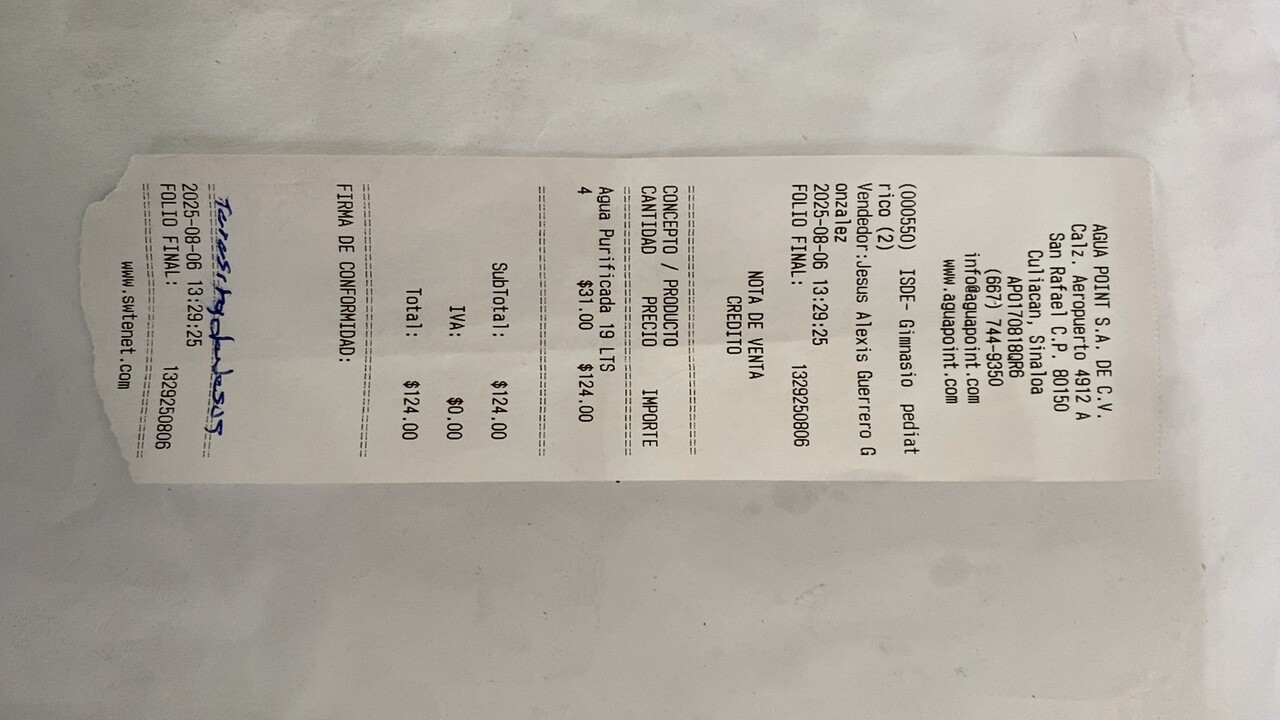 AGUA POINT S.A. DE C.V.
Calz. Aeropuerto 4912 A
San Rafael C.P. 80150
Culiacan, Sinaloa
APO170818QR6
(667) 744-9350
info@aguapoint.com
www.aguapoint.com
(000550) ISDE- Gimnasio pediat
rico (2)
Vendedor:Jesus Alexis Guerrero G
onzalez
2025-08-06 13:29:25
FOLIO FINAL: 1329250806
NOTA DE VENTA
CREDITO
================================
CONCEPTO / PRODUCTO
CANTIDAD PRECIO IMPORTE
================================
Agua Purificada 19 LTS
4 $31.00 $124.00
================================
SubTotal: $124.00
IVA: $0.00
Total: $124.00
================================
FIRMA DE CONFORMIDAD:
================================
2025-08-06 13:29:25
FOLIO FINAL: 1329250806
================================
www.swtenet.com